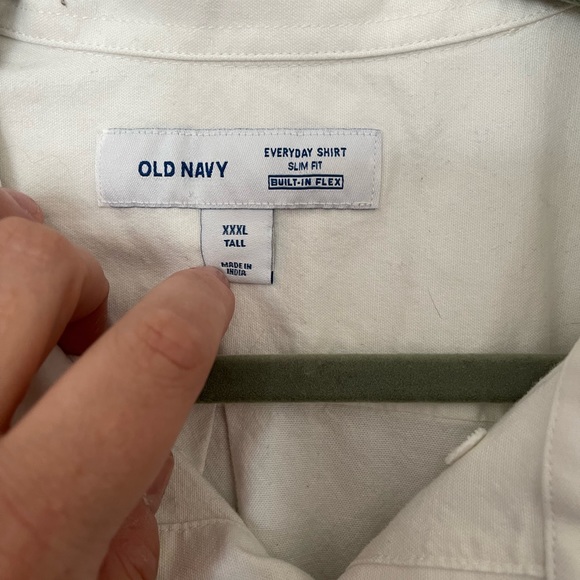 OLD NAVY
EVERYDAY SHIRT
SLIM FIT
BUILT-IN FLEX
XXXL
TALL
MADE IN
INDIA